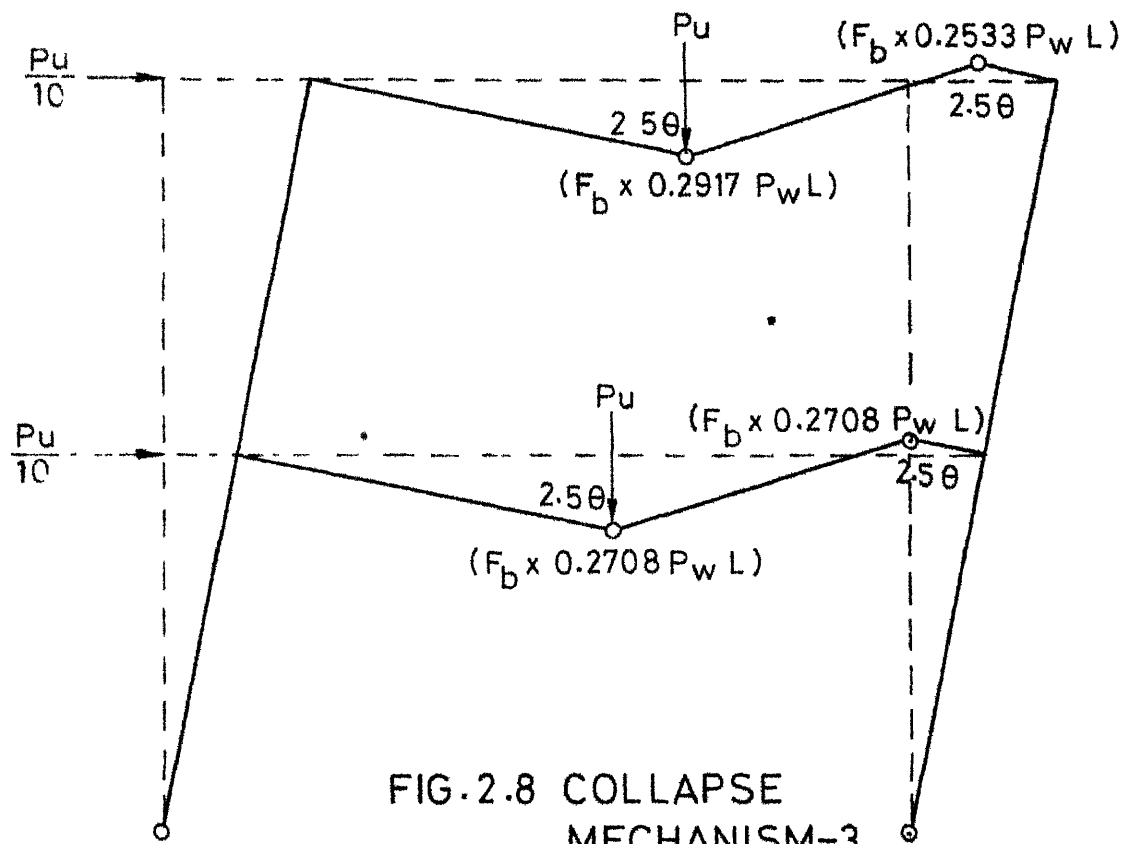 Pu
(F_b x 0.2533 P_w L)
Pu
10
2 5θ
2.5θ
(F_b x 0.2917 P_w L)
Pu
(F_b x 0.2708 P_w L)
Pu
10
2.5θ
2.5θ
(F_b x 0.2708 P_w L)
FIG.2.8 COLLAPSE
MECHANISM-3